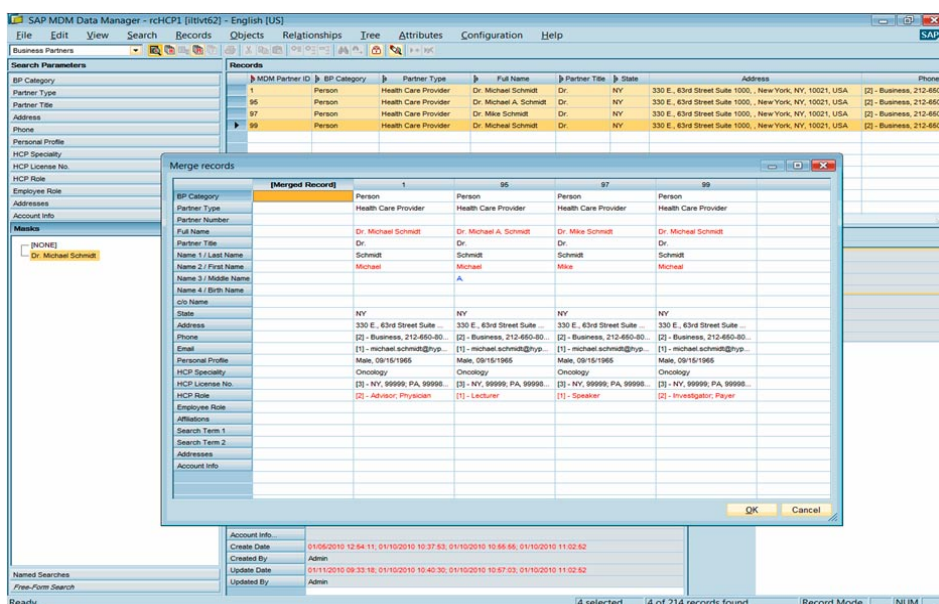 SAP MDM Data Manager - rcHCP1 [iltlvt62] - English [US]
File Edit View Search Records Objects Relationships Tree Attributes Configuration Help SAP
Business Partners
Search Parameters
BP Category
Partner Type
Partner Title
Address
Phone
Personal Profile
HCP Speciality
HCP License No.
HCP Role
Employee Role
Addresses
Account Info
Masks
[NONE]
Dr. Michael Schmidt
Named Searches
Free-Form Search
Records
MDM Partner ID BP Category Partner Type Full Name Partner Title State Address Phone
1 Person Health Care Provider Dr. Michael Schmidt Dr. NY 330 E., 63rd Street Suite 1000, , New York, NY, 10021, USA [2] - Business, 212-660
95 Person Health Care Provider Dr. Michael A. Schmidt Dr. NY 330 E., 63rd Street Suite 1000, , New York, NY, 10021, USA [2] - Business, 212-660
97 Person Health Care Provider Dr. Mike Schmidt Dr. NY 330 E., 63rd Street Suite 1000, , New York, NY, 10021, USA [2] - Business, 212-660
99 Person Health Care Provider Dr. Micheal Schmidt Dr. NY 330 E., 63rd Street Suite 1000, , New York, NY, 10021, USA [2] - Business, 212-660
Merge records
[Merged Record] 1 95 97 99
BP Category Person Person Person Person
Partner Type Health Care Provider Health Care Provider Health Care Provider Health Care Provider
Partner Number
Full Name Dr. Michael Schmidt Dr. Michael A. Schmidt Dr. Mike Schmidt Dr. Micheal Schmidt
Partner Title Dr. Dr. Dr. Dr.
Name 1 / Last Name Schmidt Schmidt Schmidt Schmidt
Name 2 / First Name Michael Michael Mike Micheal
Name 3 / Middle Name A.
Name 4 / Birth Name
c/o Name
State NY NY NY NY
Address 330 E., 63rd Street Suite ... 330 E., 63rd Street Suite ... 330 E., 63rd Street Suite ... 330 E., 63rd Street Suite ...
Phone [2] - Business, 212-660-80... [2] - Business, 212-660-80... [2] - Business, 212-660-80... [2] - Business, 212-660-80...
Email [1] - michael.schmidt@hyp... [1] - michael.schmidt@hyp... [1] - michael.schmidt@hyp... [1] - michael.schmidt@hyp...
Personal Profile Male, 09/15/1965 Male, 09/15/1965 Male, 09/15/1965 Male, 09/15/1965
HCP Speciality Oncology Oncology Oncology Oncology
HCP License No. [3] - NY, 99999; PA, 99998... [3] - NY, 99999; PA, 99998... [3] - NY, 99999; PA, 99998... [3] - NY, 99999; PA, 99998...
HCP Role [2] - Advisor; Physician [1] - Lecturer [1] - Speaker [2] - Investigator; Payer
Employee Role
Affiliations
Search Term 1
Search Term 2
Addresses
Account Info
OK Cancel
Account Info...
Create Date 01/05/2010 12:54:11; 01/10/2010 10:37:53; 01/10/2010 10:55:56; 01/10/2010 11:02:52
Created By Admin
Update Date 01/11/2010 09:33:18; 01/10/2010 10:40:30; 01/10/2010 10:57:03; 01/10/2010 11:02:52
Updated By Admin
Ready 4 selected 4 of 214 records found Record Mode NUM